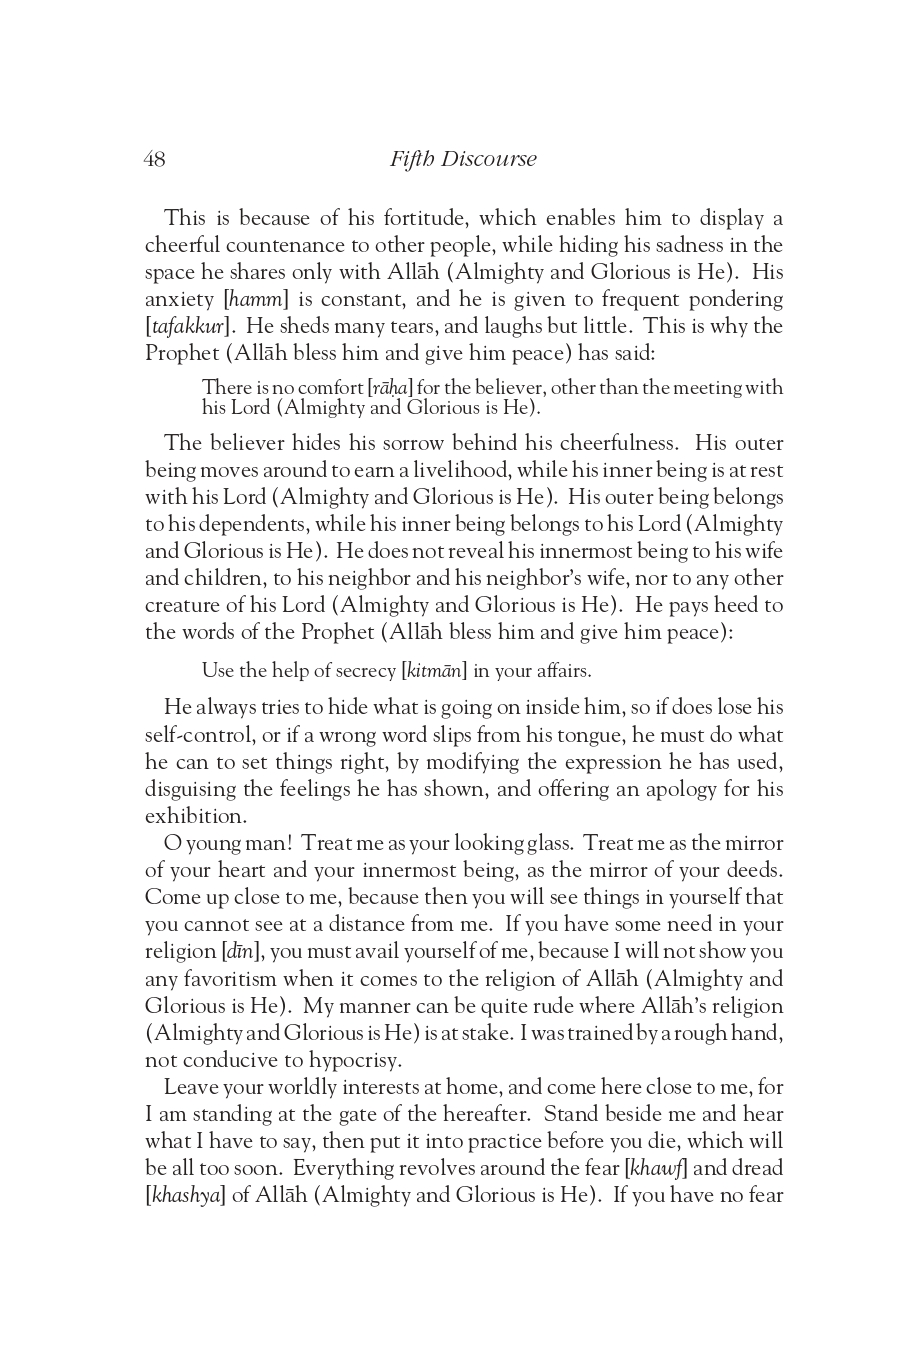 48
Fifth Discourse
This is because of his fortitude, which enables him to display a
cheerful countenance to other people, while hiding his sadness in the
space he shares only with Allāh (Almighty and Glorious is He). His
anxiety [hamm] is constant, and he is given to frequent pondering
[tafakkur]. He sheds many tears, and laughs but little. This is why the
Prophet (Allāh bless him and give him peace) has said:
There is no comfort [rāḥa] for the believer, other than the meeting with
his Lord (Almighty and Glorious is He).
The believer hides his sorrow behind his cheerfulness. His outer
being moves around to earn a livelihood, while his inner being is at rest
with his Lord (Almighty and Glorious is He). His outer being belongs
to his dependents, while his inner being belongs to his Lord (Almighty
and Glorious is He). He does not reveal his innermost being to his wife
and children, to his neighbor and his neighbor's wife, nor to any other
creature of his Lord (Almighty and Glorious is He). He pays heed to
the words of the Prophet (Allāh bless him and give him peace):
Use the help of secrecy [kitmān] in your affairs.
He always tries to hide what is going on inside him, so if does lose his
self-control, or if a wrong word slips from his tongue, he must do what
he can to set things right, by modifying the expression he has used,
disguising the feelings he has shown, and offering an apology for his
exhibition.
O young man! Treat me as your looking glass. Treat me as the mirror
of your heart and your innermost being, as the mirror of your deeds.
Come up close to me, because then you will see things in yourself that
you cannot see at a distance from me. If you have some need in your
religion [dīn], you must avail yourself of me, because I will not show you
any favoritism when it comes to the religion of Allāh (Almighty and
Glorious is He). My manner can be quite rude where Allāh's religion
(Almighty and Glorious is He) is at stake. I was trained by a rough hand,
not conducive to hypocrisy.
Leave your worldly interests at home, and come here close to me, for
I am standing at the gate of the hereafter. Stand beside me and hear
what I have to say, then put it into practice before you die, which will
be all too soon. Everything revolves around the fear [khawf] and dread
[khashya] of Allāh (Almighty and Glorious is He). If you have no fear